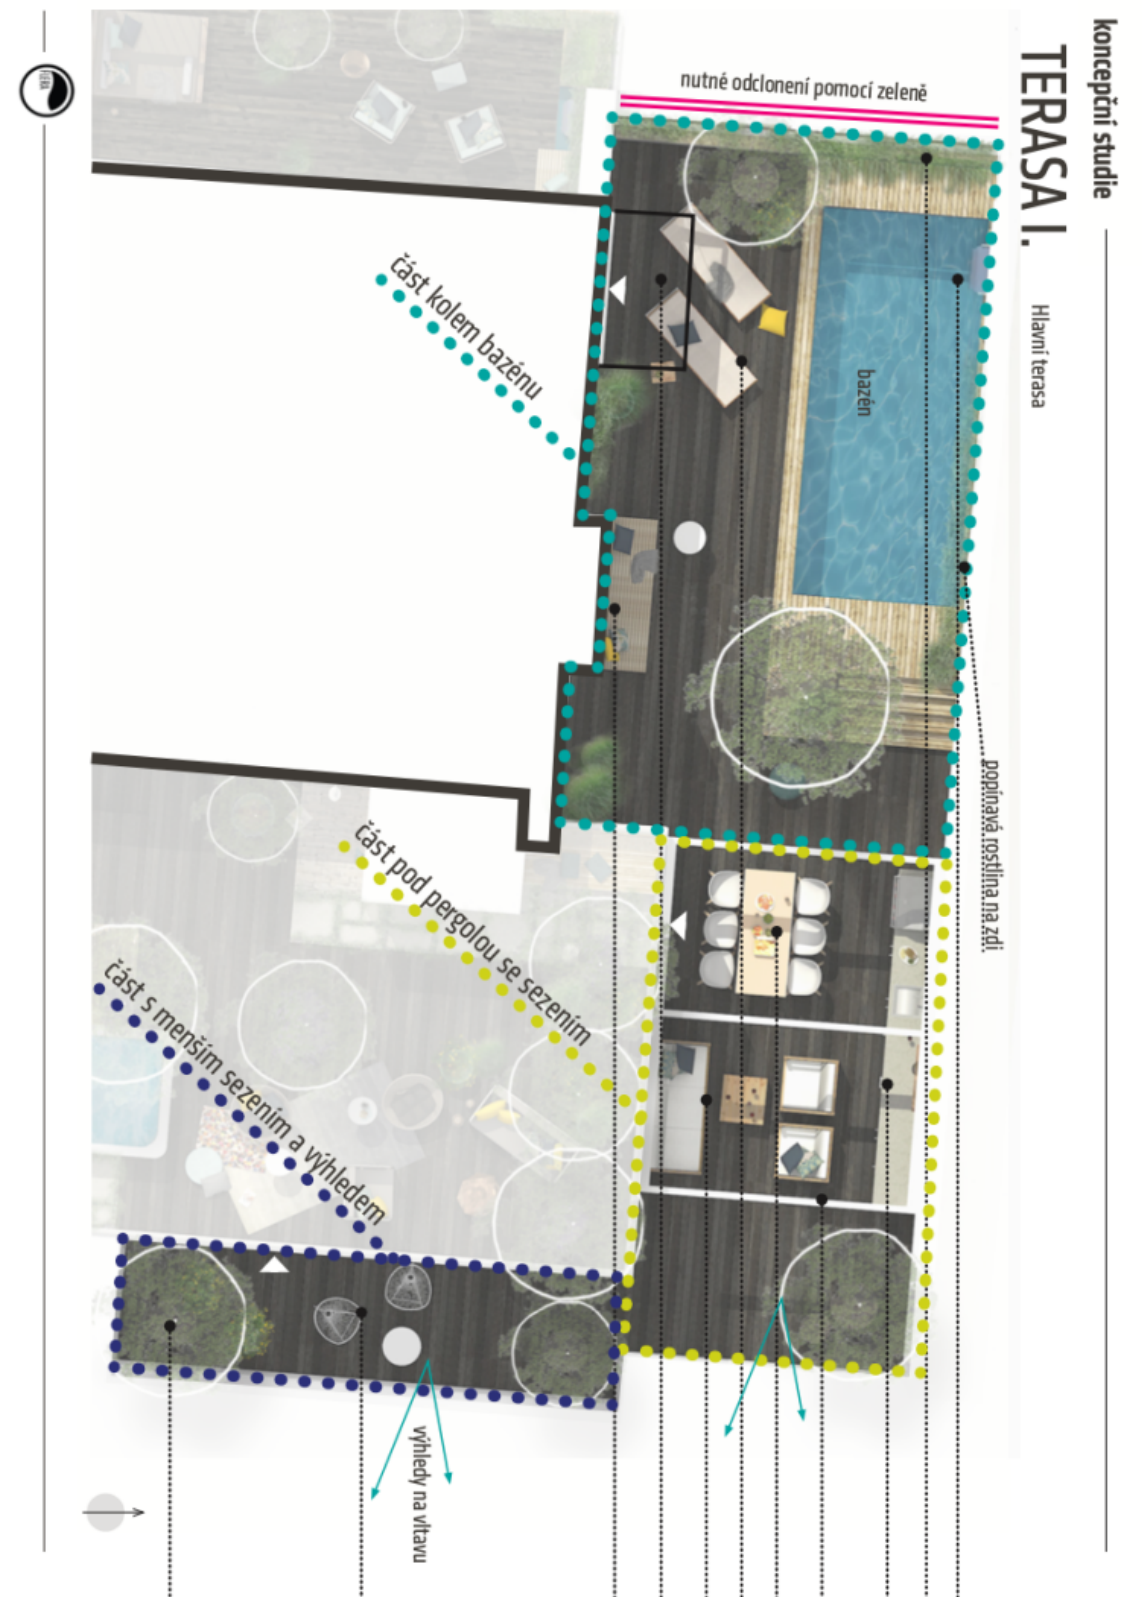 koncepční studie
TERASA I.
Hlavní terasa
nutné odclonení pomocí zeleně
část kolem bazénu
bazén
popínavá rostlina na zdi
část pod pergolou se sezením
část s menším sezením a výhledem
výhledy na vltavu